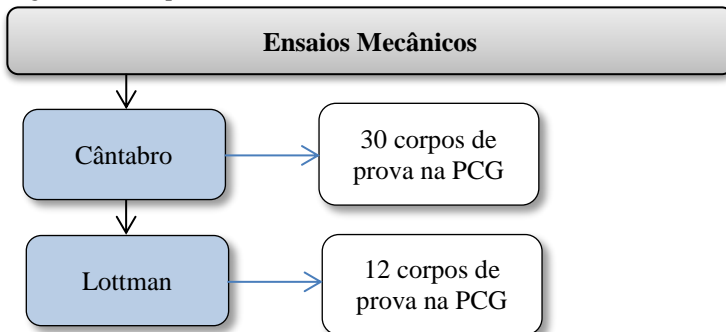 Ensaios Mecânicos
Cântabro
30 corpos de
prova na PCG
Lottman
12 corpos de
prova na PCG